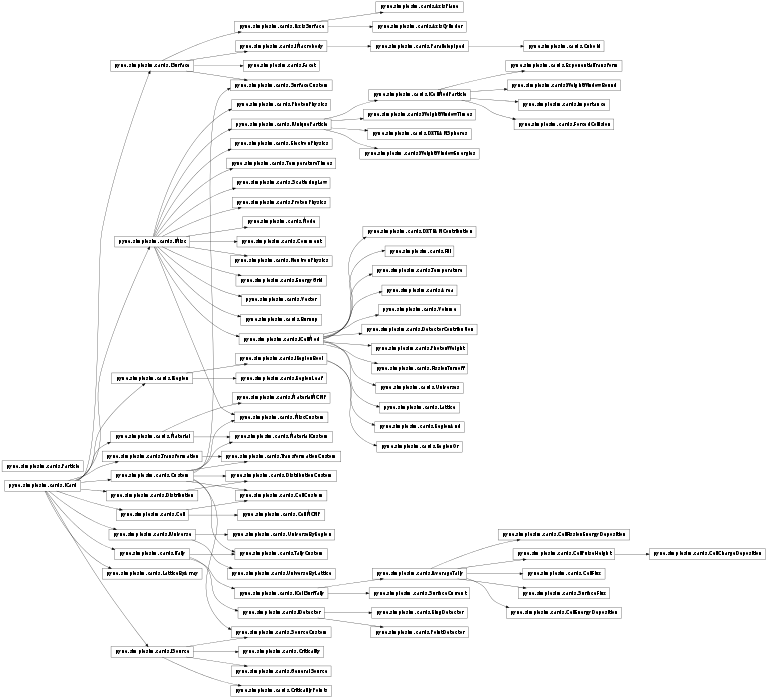 pyne.simplesim.cards.AxisPlane
pyne.simplesim.cards.IAxisSurface
pyne.simplesim.cards.AxisCylinder
pyne.simplesim.cards.IMacrobody
pyne.simplesim.cards.Parallelepiped
pyne.simplesim.cards.Cuboid
pyne.simplesim.cards.ISurface
pyne.simplesim.cards.Facet
pyne.simplesim.cards.ExponentialTransform
pyne.simplesim.cards.SurfaceCustom
pyne.simplesim.cards.WeightWindowBound
pyne.simplesim.cards.ICellModParticle
pyne.simplesim.cards.PhotonPhysics
pyne.simplesim.cards.Importance
pyne.simplesim.cards.WeightWindowTimes
pyne.simplesim.cards.IUniqueParticle
pyne.simplesim.cards.ForcedCollision
pyne.simplesim.cards.DXTRANSpheres
pyne.simplesim.cards.ElectronPhysics
pyne.simplesim.cards.WeightWindowEnergies
pyne.simplesim.cards.TemperatureTimes
pyne.simplesim.cards.ScatteringLaw
pyne.simplesim.cards.ProtonPhysics
pyne.simplesim.cards.Mode
pyne.simplesim.cards.DXTRANContribution
pyne.simplesim.cards.IMisc
pyne.simplesim.cards.Comment
pyne.simplesim.cards.Fill
pyne.simplesim.cards.NeutronPhysics
pyne.simplesim.cards.Temperature
pyne.simplesim.cards.EnergyGrid
pyne.simplesim.cards.Area
pyne.simplesim.cards.Vector
pyne.simplesim.cards.Volume
pyne.simplesim.cards.Burnup
pyne.simplesim.cards.DetectorContribution
pyne.simplesim.cards.ICellMod
pyne.simplesim.cards.PhotonWeight
pyne.simplesim.cards.IRegionBool
pyne.simplesim.cards.FissionTurnoff
pyne.simplesim.cards.IRegion
pyne.simplesim.cards.RegionLeaf
pyne.simplesim.cards.Universes
pyne.simplesim.cards.MaterialMCNP
pyne.simplesim.cards.Lattice
pyne.simplesim.cards.MiscCustom
pyne.simplesim.cards.RegionAnd
pyne.simplesim.cards.Material
pyne.simplesim.cards.MaterialCustom
pyne.simplesim.cards.RegionOr
pyne.simplesim.cards.Transformation
pyne.simplesim.cards.TransformationCustom
pyne.simplesim.cards.Particle
pyne.simplesim.cards.Custom
pyne.simplesim.cards.DistributionCustom
pyne.simplesim.cards.ICard
pyne.simplesim.cards.Distribution
pyne.simplesim.cards.CellCustom
pyne.simplesim.cards.Cell
pyne.simplesim.cards.CellMCNP
pyne.simplesim.cards.IUniverse
pyne.simplesim.cards.UniverseByRegion
pyne.simplesim.cards.CellFissionEnergyDeposition
pyne.simplesim.cards.ITally
pyne.simplesim.cards.TallyCustom
pyne.simplesim.cards.CellPulseHeight
pyne.simplesim.cards.CellChargeDeposition
pyne.simplesim.cards.LatticeByArray
pyne.simplesim.cards.UniverseByLattice
pyne.simplesim.cards.IAverageTally
pyne.simplesim.cards.CellFlux
pyne.simplesim.cards.ICellSurfTally
pyne.simplesim.cards.SurfaceCurrent
pyne.simplesim.cards.SurfaceFlux
pyne.simplesim.cards.IDetector
pyne.simplesim.cards.RingDetector
pyne.simplesim.cards.CellEnergyDeposition
pyne.simplesim.cards.SourceCustom
pyne.simplesim.cards.PointDetector
pyne.simplesim.cards.ISource
pyne.simplesim.cards.Criticality
pyne.simplesim.cards.GeneralSource
pyne.simplesim.cards.CriticalityPoints